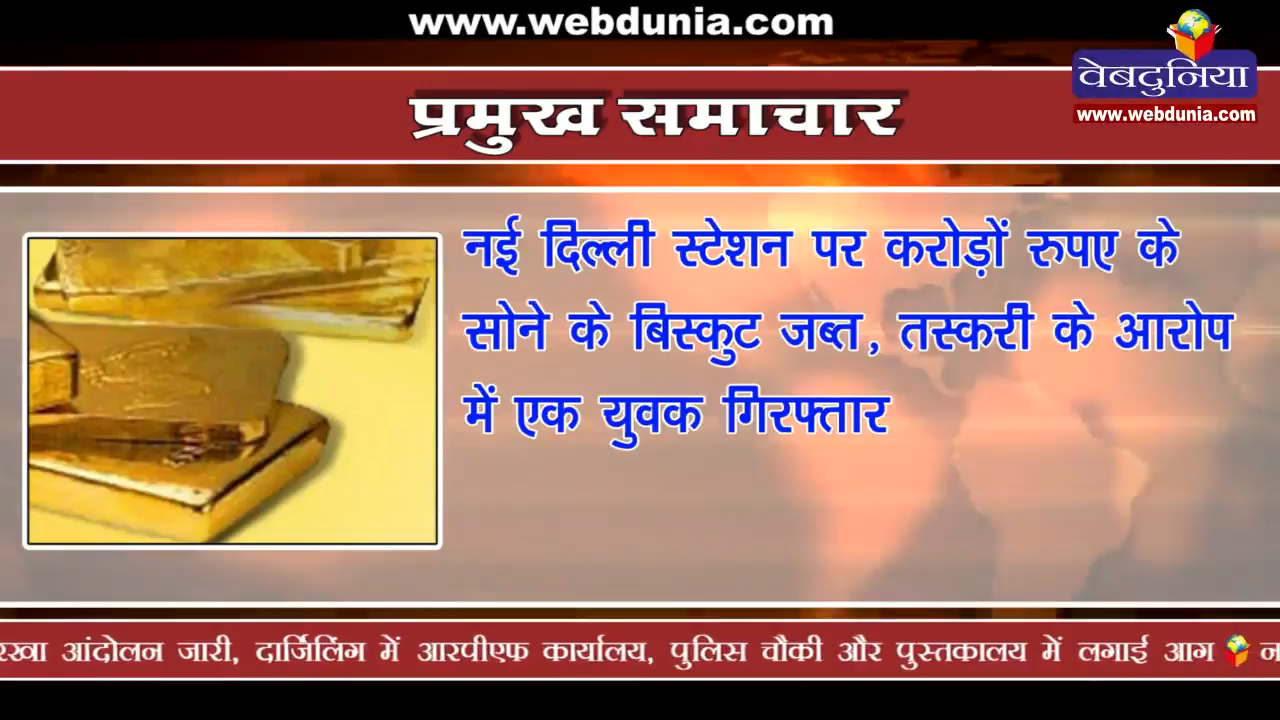 www.webdunia.com
वेबदुनिया
www.webdunia.com
प्रमुख समाचार
नई दिल्ली स्टेशन पर करोड़ों रुपए के
सोने के बिस्कुट जब्त, तस्करी के आरोप
में एक युवक गिरफ्तार
रखा आंदोलन जारी, दार्जिलिंग में आरपीएफ कार्यालय, पुलिस चौकी और पुस्तकालय में लगाई आग न